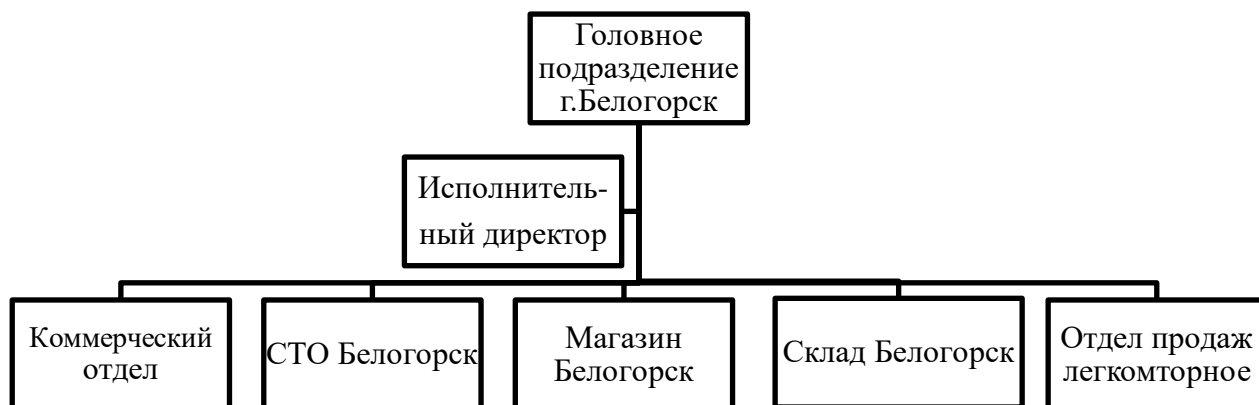 Головное
подразделение
г.Белогорск
Исполнитель-
ный директор
Коммерческий
отдел
СТО Белогорск
Магазин
Белогорск
Склад Белогорск
Отдел продаж
легкомторное